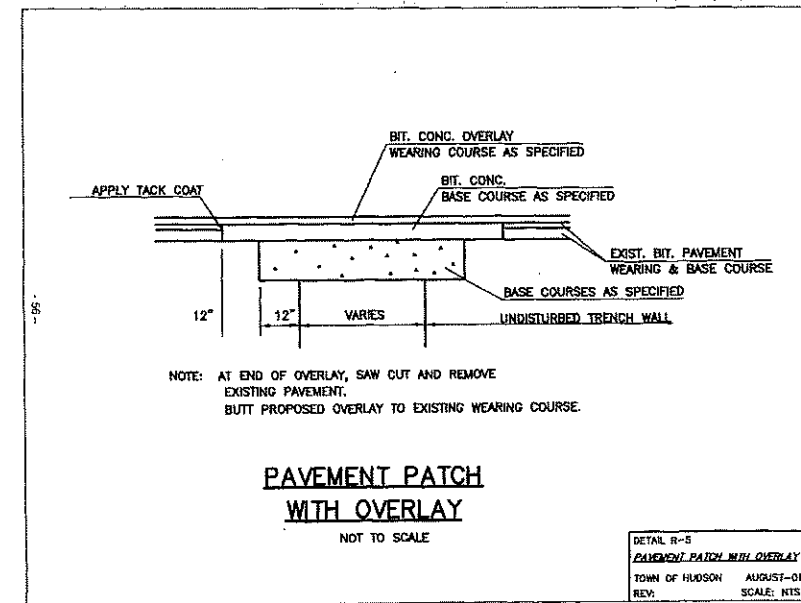 BIT. CONC. OVERLAY
WEARING COURSE AS SPECIFIED
BIT. CONC.
BASE COURSE AS SPECIFIED
APPLY TACK COAT
EXIST. BIT. PAVEMENT
WEARING & BASE COURSE
BASE COURSES AS SPECIFIED
12" 12" VARIES UNDISTURBED TRENCH WALL
- 56 -
NOTE: AT END OF OVERLAY, SAW CUT AND REMOVE
EXISTING PAVEMENT.
BUTT PROPOSED OVERLAY TO EXISTING WEARING COURSE.
PAVEMENT PATCH
WITH OVERLAY
NOT TO SCALE
DETAIL R-5
PAVEMENT PATCH WITH OVERLAY
TOWN OF HUDSON AUGUST-01
REV: SCALE: NTS